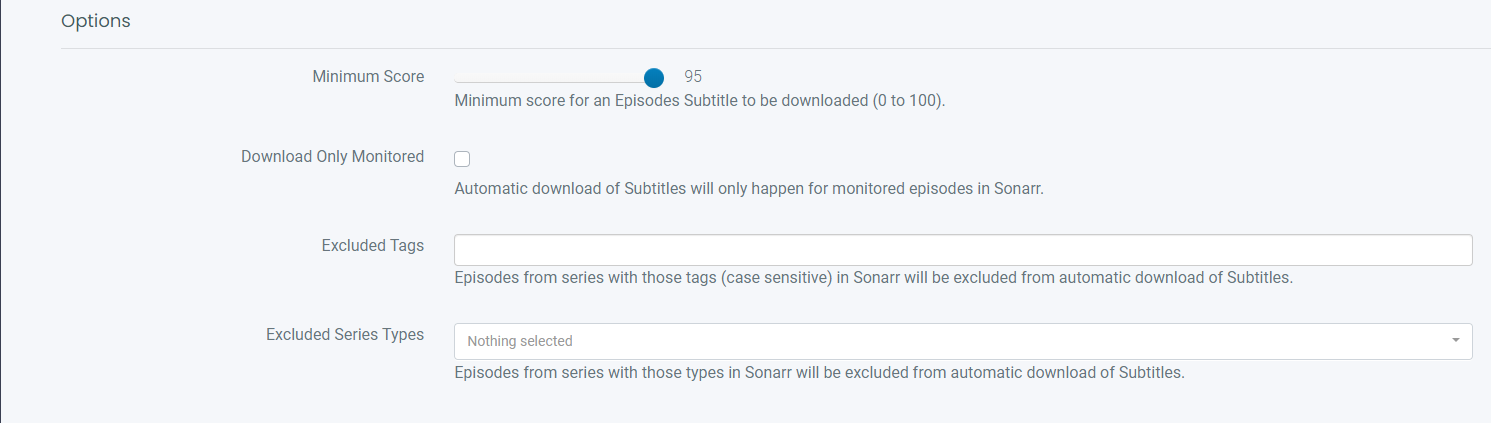 Options
Minimum Score
95
Minimum score for an Episodes Subtitle to be downloaded (0 to 100).
Download Only Monitored
Automatic download of Subtitles will only happen for monitored episodes in Sonarr.
Excluded Tags
Episodes from series with those tags (case sensitive) in Sonarr will be excluded from automatic download of Subtitles.
Excluded Series Types
Nothing selected
Episodes from series with those types in Sonarr will be excluded from automatic download of Subtitles.